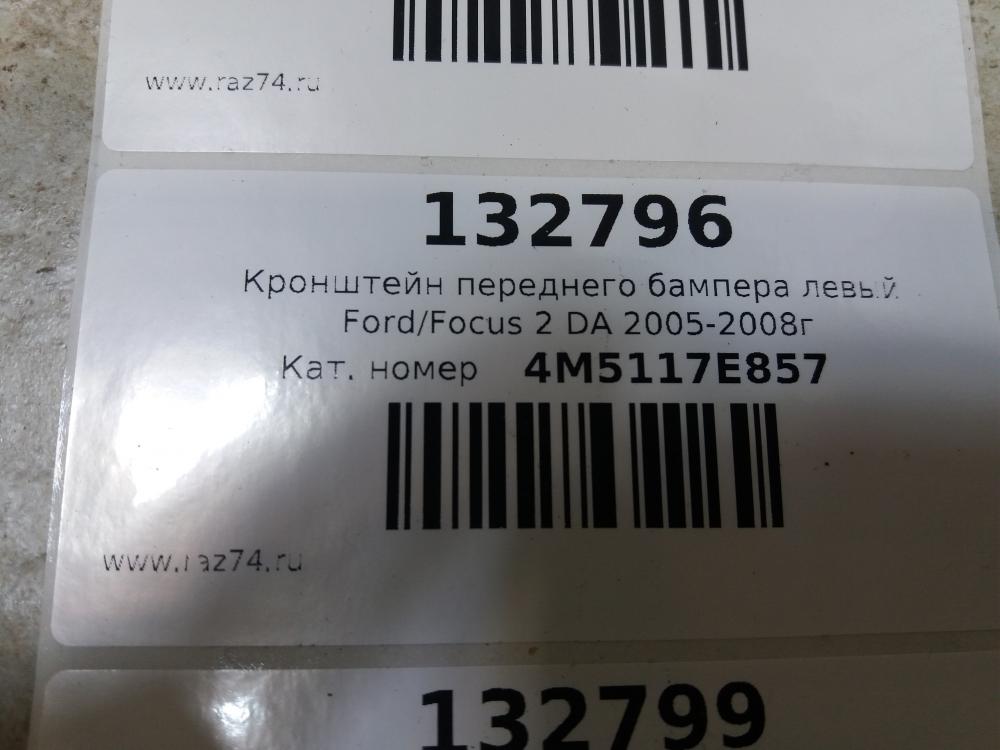 www.raz74.ru
132796
Кронштейн переднего бампера левый
Ford/Focus 2 DA 2005-2008г
Кат. номер 4M5117E857
www.raz74.ru
132799